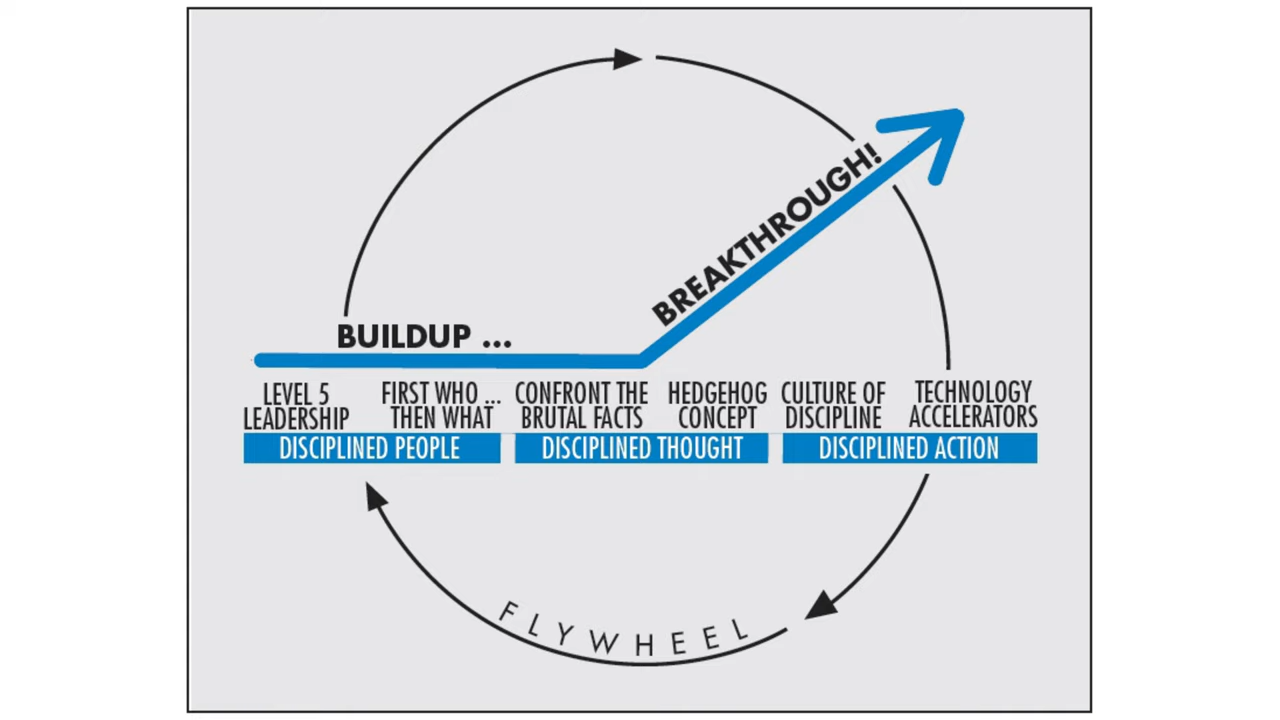 BREAKTHROUGH!
BUILDUP ...
LEVEL 5
LEADERSHIP
FIRST WHO ...
THEN WHAT
CONFRONT THE
BRUTAL FACTS
HEDGEHOG
CONCEPT
CULTURE OF
DISCIPLINE
TECHNOLOGY
ACCELERATORS
DISCIPLINED PEOPLE
DISCIPLINED THOUGHT
DISCIPLINED ACTION
FLYWHEEL